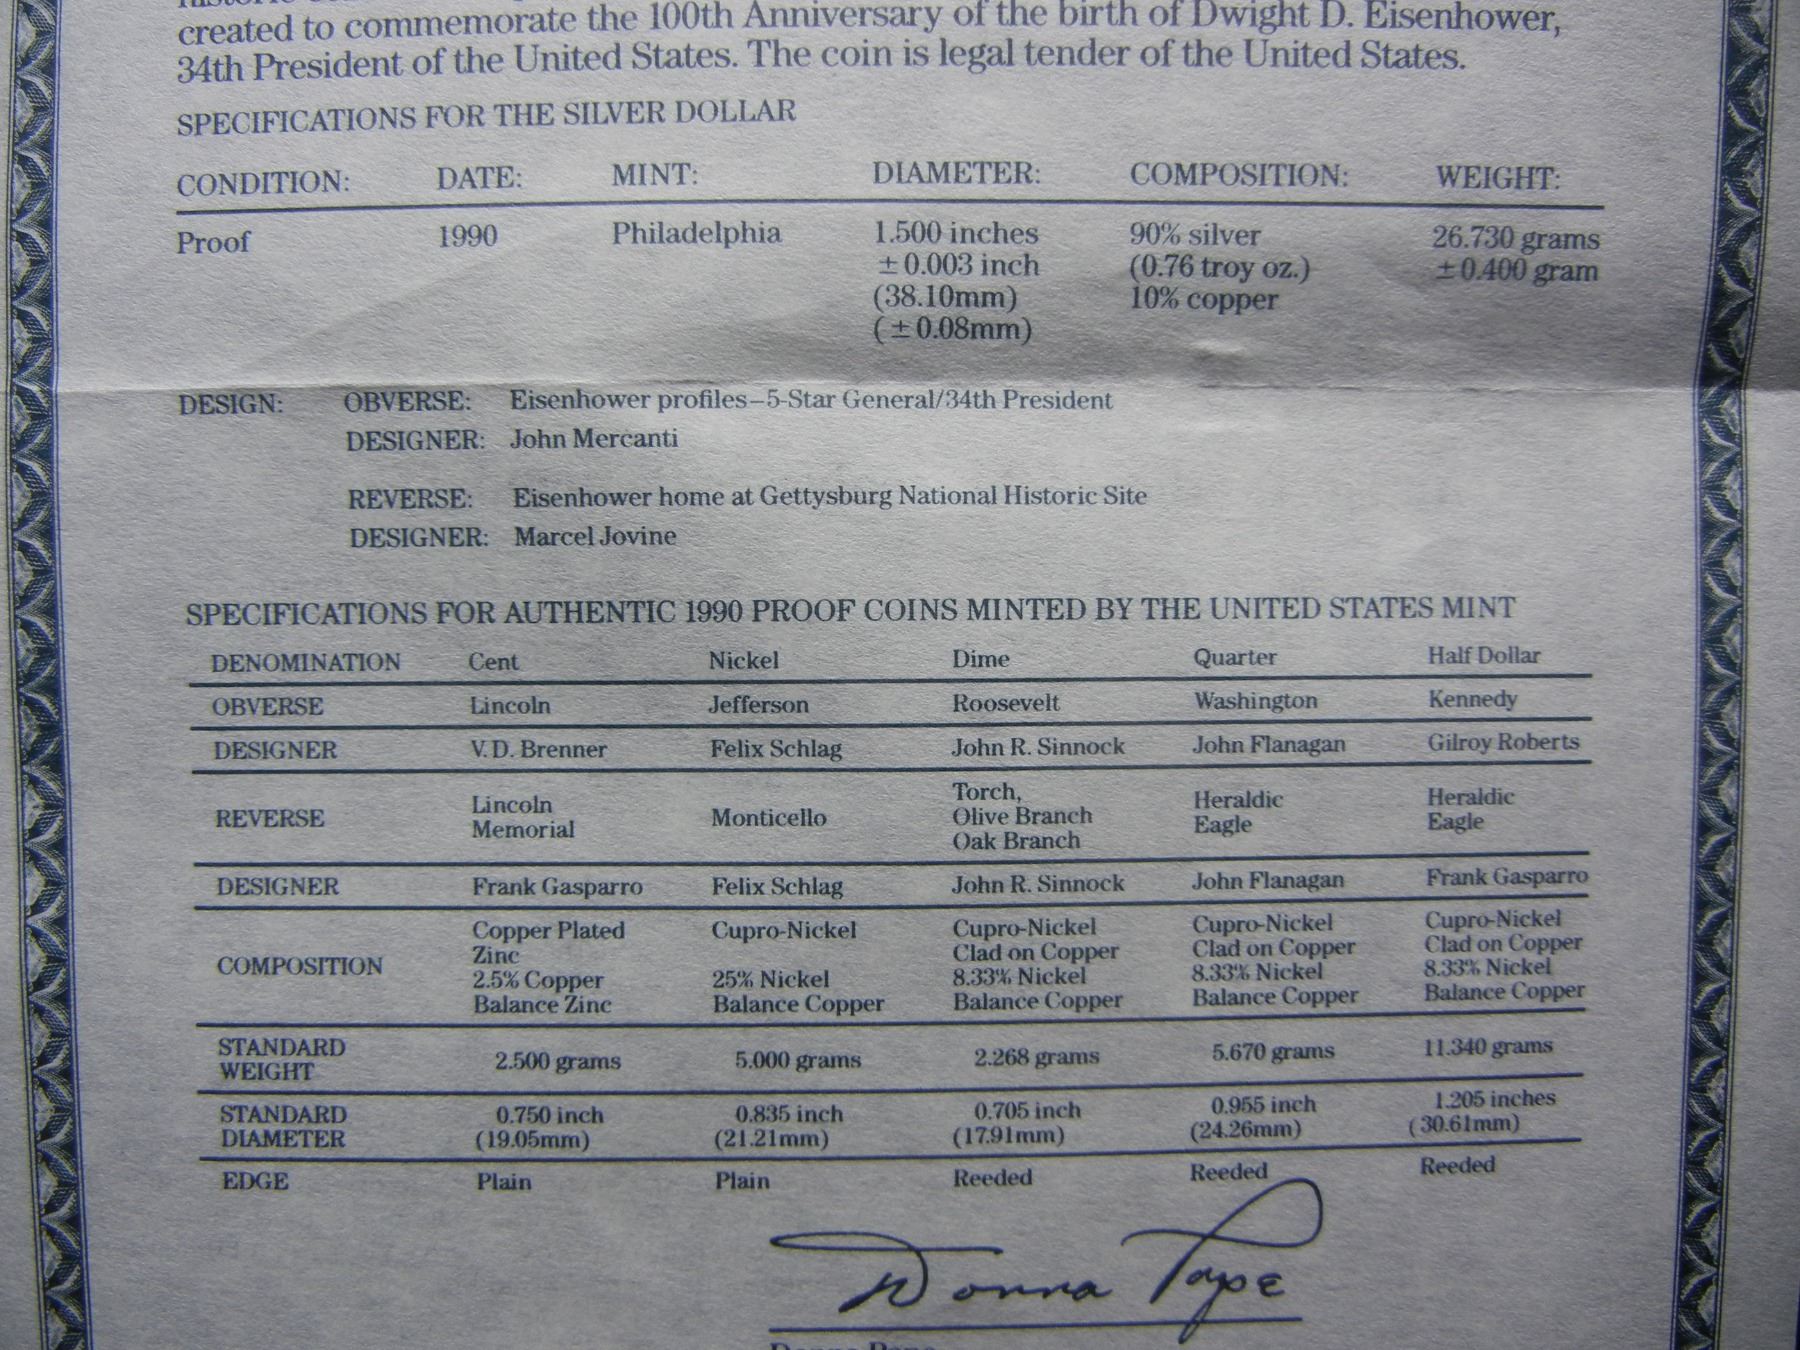 created to commemorate the 100th Anniversary of the birth of Dwight D. Eisenhower,
34th President of the United States. The coin is legal tender of the United States.
SPECIFICATIONS FOR THE SILVER DOLLAR
CONDITION: DATE: MINT: DIAMETER: COMPOSITION: WEIGHT:
Proof 1990 Philadelphia 1.500 inches 90% silver 26.730 grams
± 0.003 inch (0.76 troy oz.) ± 0.400 gram
(38.10mm) 10% copper
( ± 0.08mm)
DESIGN: OBVERSE: Eisenhower profiles–5-Star General/34th President
DESIGNER: John Mercanti
REVERSE: Eisenhower home at Gettysburg National Historic Site
DESIGNER: Marcel Jovine
SPECIFICATIONS FOR AUTHENTIC 1990 PROOF COINS MINTED BY THE UNITED STATES MINT
DENOMINATION Cent Nickel Dime Quarter Half Dollar
OBVERSE Lincoln Jefferson Roosevelt Washington Kennedy
DESIGNER V.D. Brenner Felix Schlag John R. Sinnock John Flanagan Gilroy Roberts
Torch,
Lincoln Heraldic Heraldic
REVERSE Monticello Olive Branch
Memorial Eagle Eagle
Oak Branch
DESIGNER Frank Gasparro Felix Schlag John R. Sinnock John Flanagan Frank Gasparro
Copper Plated Cupro-Nickel Cupro-Nickel Cupro-Nickel Cupro-Nickel
Zinc Clad on Copper Clad on Copper Clad on Copper
COMPOSITION
2.5% Copper 25% Nickel 8.33% Nickel 8.33% Nickel 8.33% Nickel
Balance Zinc Balance Copper Balance Copper Balance Copper Balance Copper
STANDARD
WEIGHT 2.500 grams 5.000 grams 2.268 grams 5.670 grams 11.340 grams
STANDARD 0.750 inch 0.835 inch 0.705 inch 0.955 inch 1.205 inches
DIAMETER (19.05mm) (21.21mm) (17.91mm) (24.26mm) (30.61mm)
EDGE Plain Plain Reeded Reeded Reeded
Donna Pope